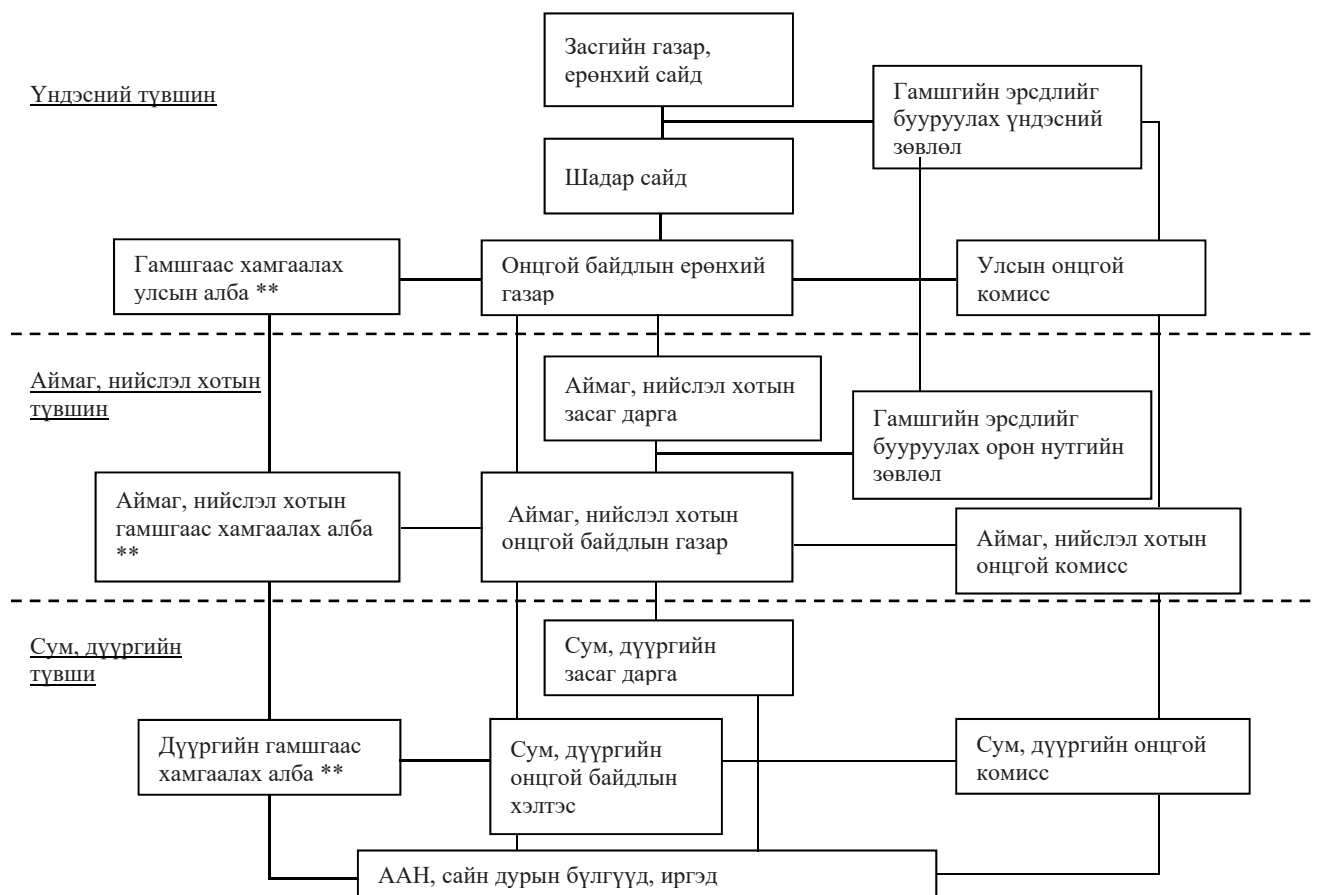 Засгийн газар,
ерөнхий сайд
Үндэсний түвшин
Гамшгийн эрсдлийг
бууруулах үндэсний
зөвлөл
Шадар сайд
Гамшгаас хамгаалах
улсын алба **
Онцгой байдлын ерөнхий
газар
Улсын онцгой
комисс
Аймаг, нийслэл хотын
түвшин
Аймаг, нийслэл хотын
засаг дарга
Гамшгийн эрсдлийг
бууруулах орон нутгийн
зөвлөл
Аймаг, нийслэл хотын
гамшгаас хамгаалах алба
**
Аймаг, нийслэл хотын
онцгой байдлын газар
Аймаг, нийслэл хотын
онцгой комисс
Сум, дүүргийн
түвши
Сум, дүүргийн
засаг дарга
Дүүргийн гамшгаас
хамгаалах алба **
Сум, дүүргийн
онцгой байдлын
хэлтэс
Сум, дүүргийн онцгой
комисс
ААН, сайн дурын бүлгүүд, иргэд